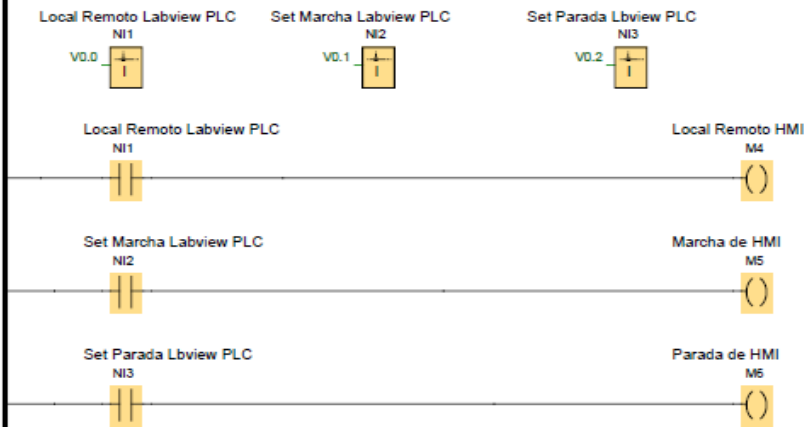 Local Remoto Labview PLC Set Marcha Labview PLC Set Parada Lbview PLC
NI1 NI2 NI3
V0.0 V0.1 V0.2
I I I
Local Remoto Labview PLC Local Remoto HMI
NI1 M4
Set Marcha Labview PLC Marcha de HMI
NI2 M5
Set Parada Lbview PLC Parada de HMI
NI3 M6